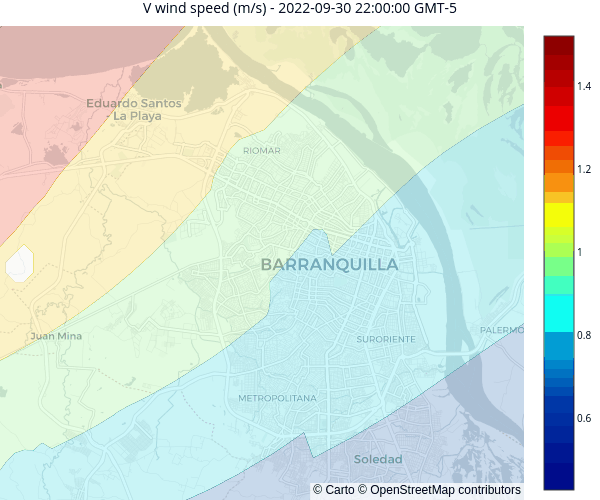 V wind speed (m/s) - 2022-09-30 22:00:00 GMT-5
Eduardo Santos
La Playa
RIOMAR
BARRANQUILLA
Juan Mina
SURORIENTE
PALERMO
METROPOLITANA
Soledad
© Carto © OpenStreetMap contributors
1.4
1.2
1
0.8
0.6